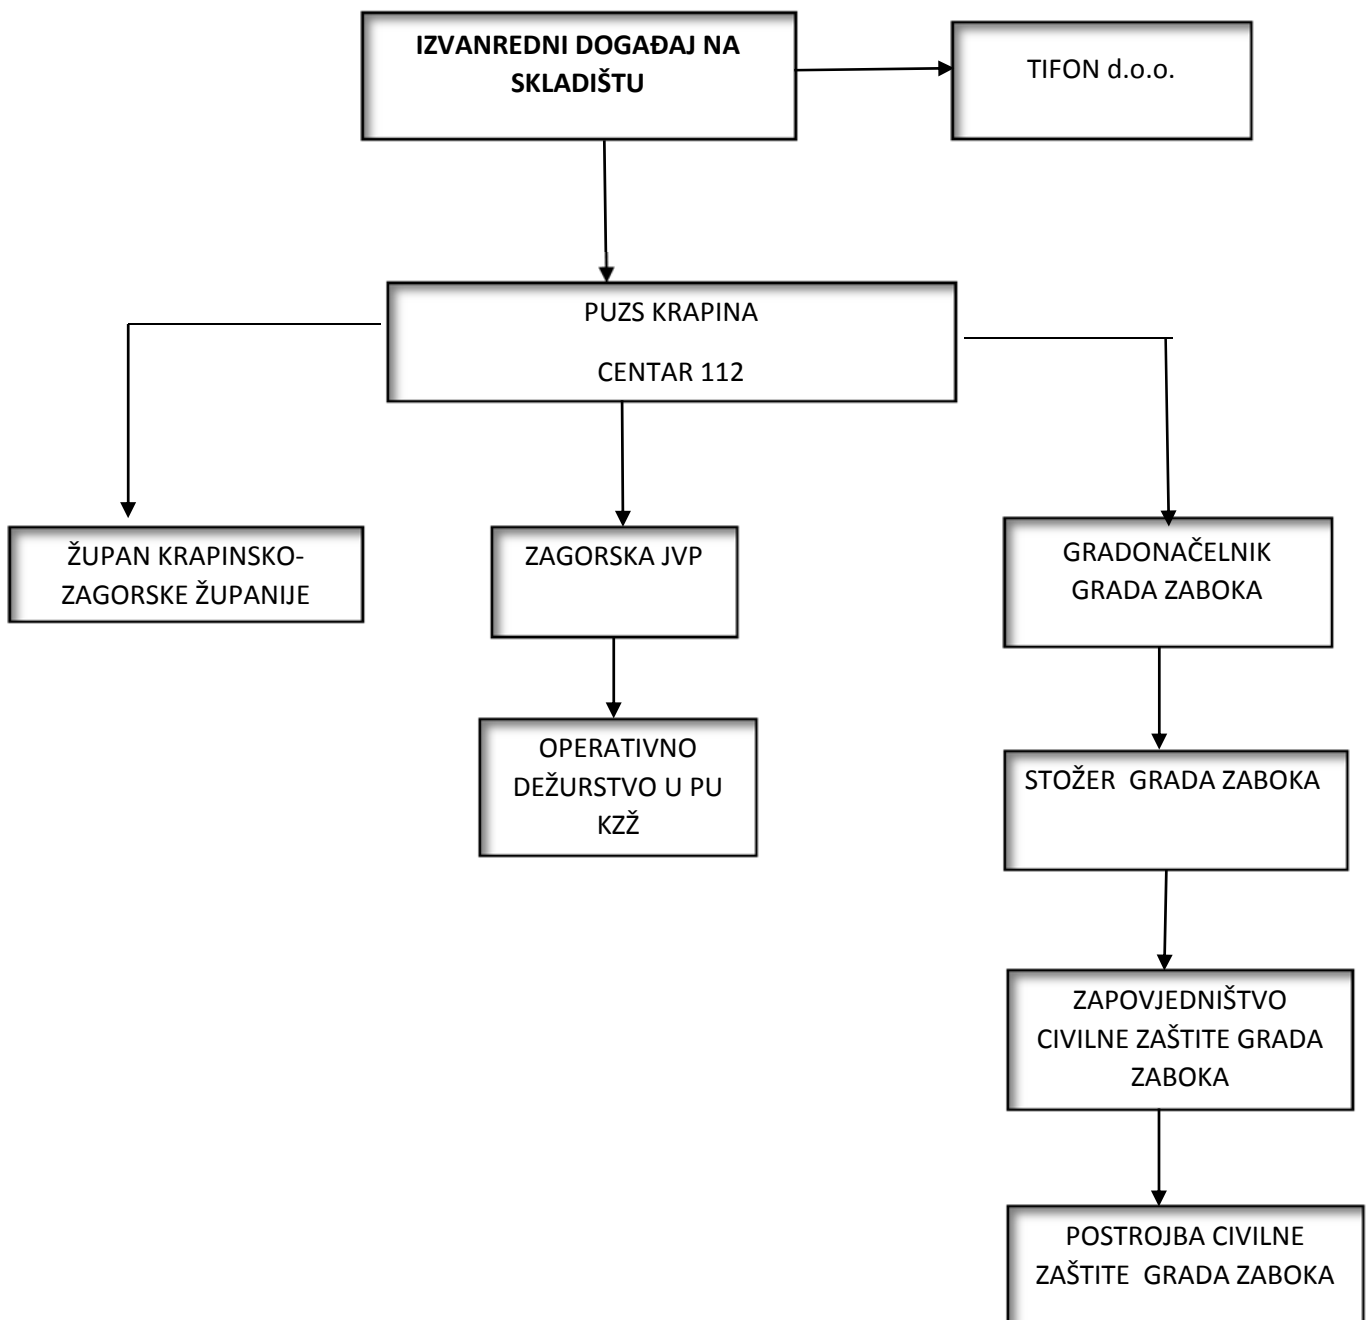 IZVANREDNI DOGAĐAJ NA
SKLADIŠTU
TIFON d.o.o.
PUZS KRAPINA
CENTAR 112
ŽUPAN KRAPINSKO-
ZAGORSKE ŽUPANIJE
ZAGORSKA JVP
GRADONAČELNIK
GRADA ZABOKA
OPERATIVNO
DEŽURSTVO U PU
KZŽ
STOŽER  GRADA ZABOKA
ZAPOVJEDNIŠTVO
CIVILNE ZAŠTITE GRADA
ZABOKA
POSTROJBA CIVILNE
ZAŠTITE  GRADA ZABOKA